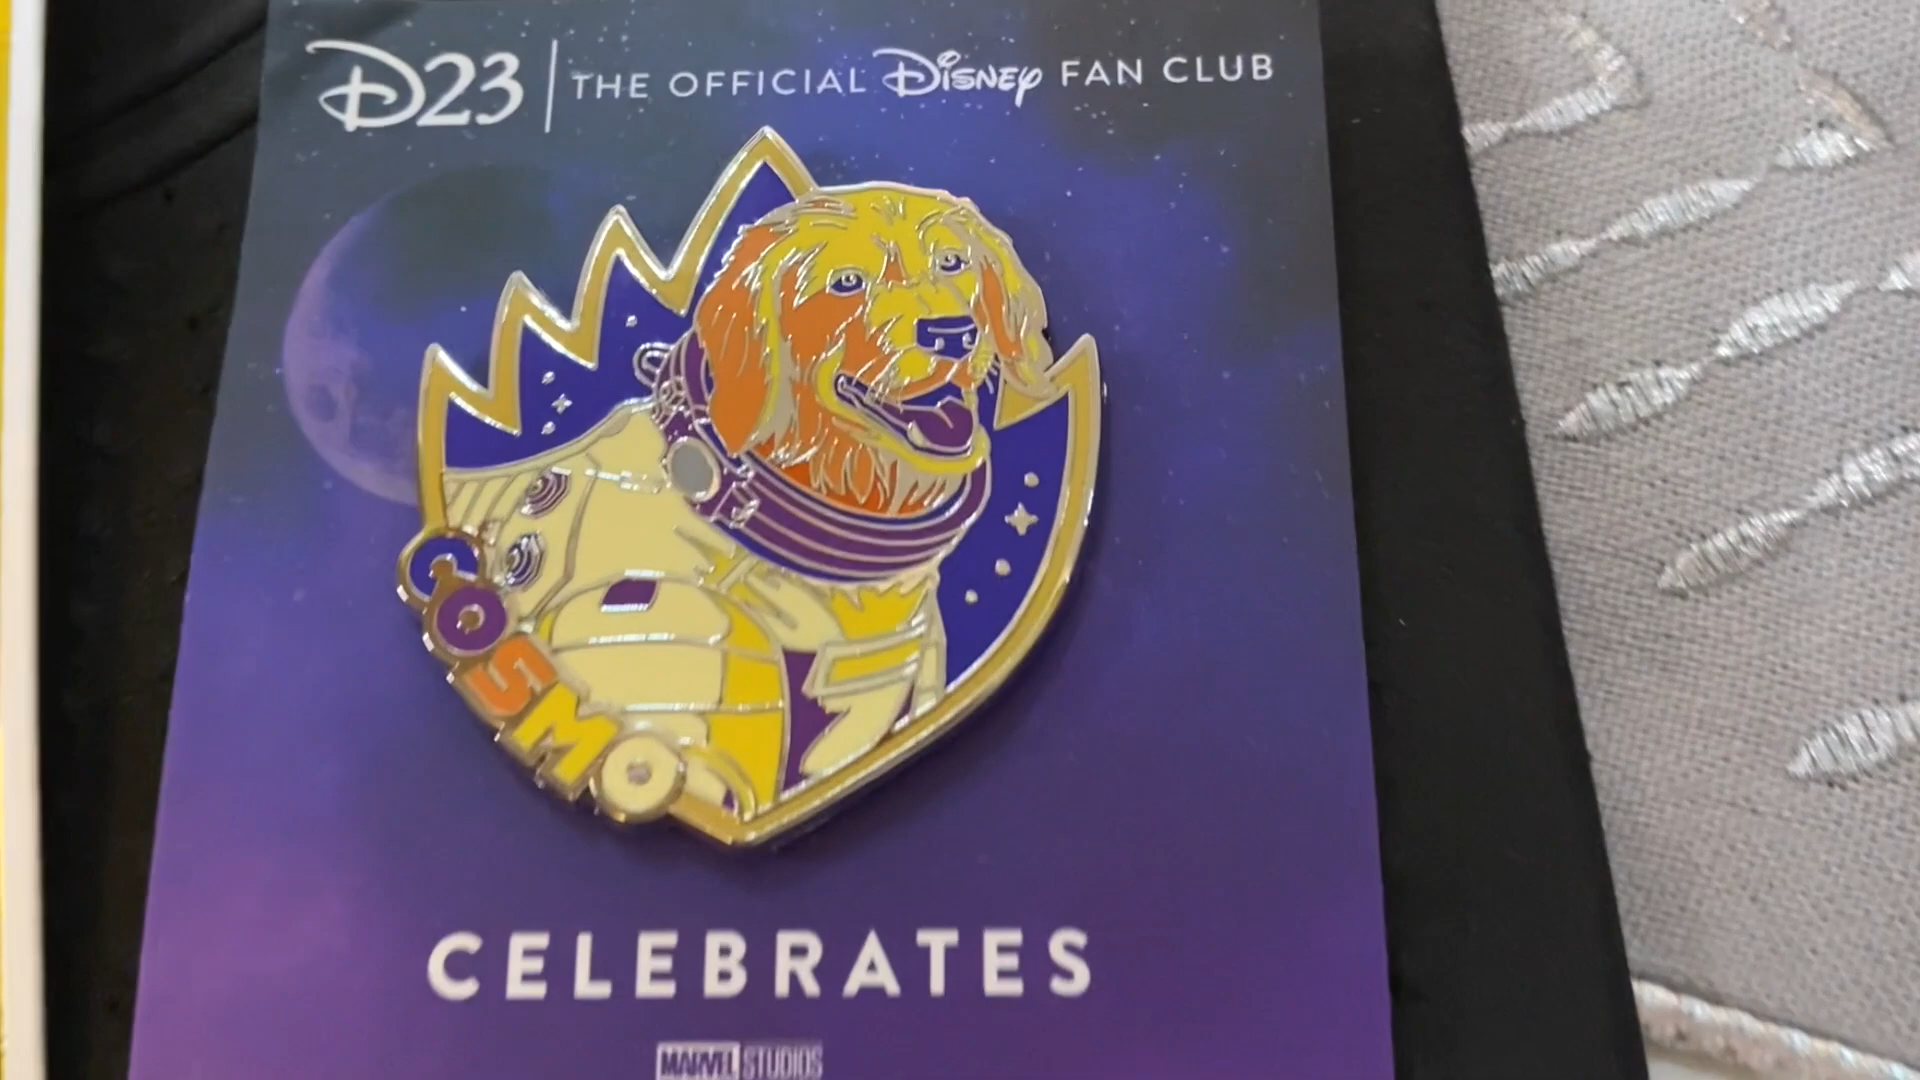 D23 | THE OFFICIAL Disney FAN CLUB
COSMO
CELEBRATES
MARVEL STUDIOS